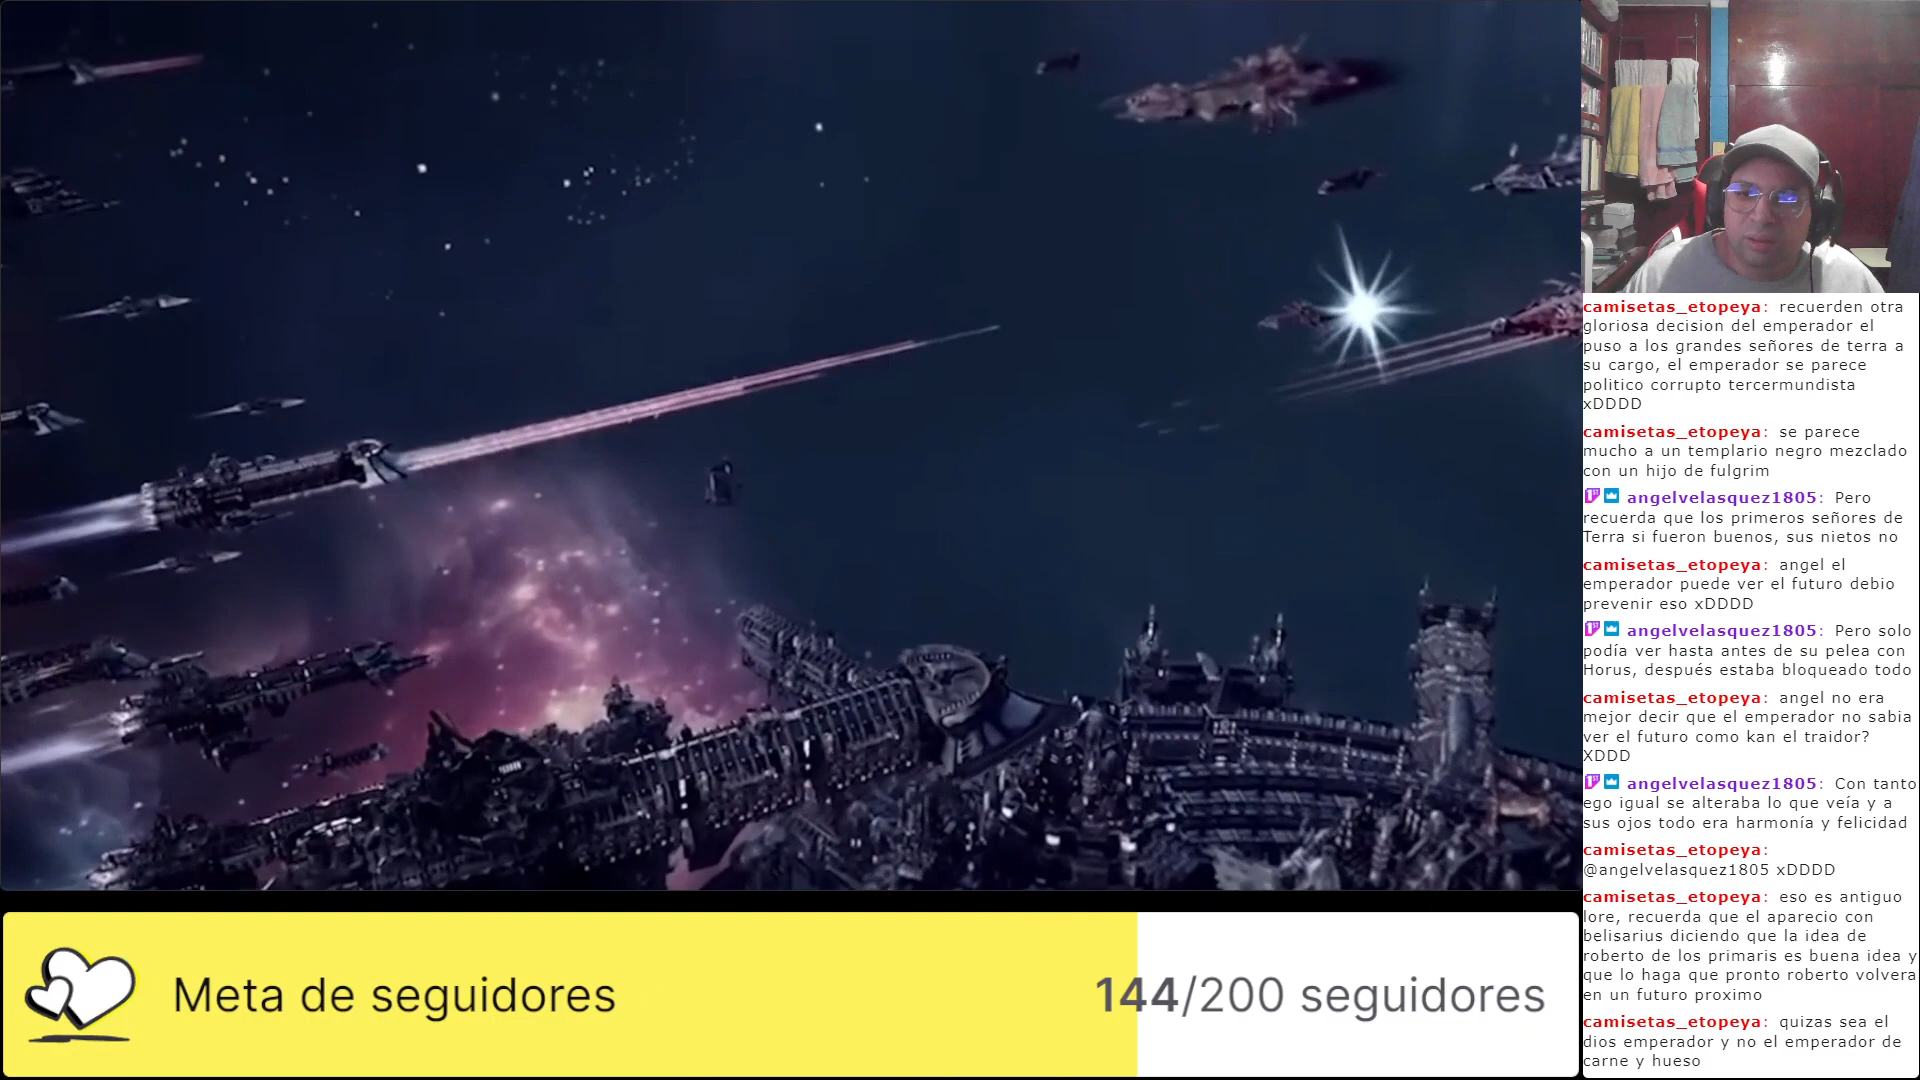 camisetas_etopeya: recuerden otra
gloriosa decision del emperador el
puso a los grandes señores de terra a
su cargo, el emperador se parece
politico corrupto tercermundista
xDDDD
camisetas_etopeya: se parece
mucho a un templario negro mezclado
con un hijo de fulgrim
angelvelasquez1805: Pero
recuerda que los primeros señores de
Terra si fueron buenos, sus nietos no
camisetas_etopeya: angel el
emperador puede ver el futuro debio
prevenir eso xDDDD
angelvelasquez1805: Pero solo
podía ver hasta antes de su pelea con
Horus, después estaba bloqueado todo
camisetas_etopeya: angel no era
mejor decir que el emperador no sabia
ver el futuro como kan el traidor?
XDDD
angelvelasquez1805: Con tanto
ego igual se alteraba lo que veía y a
sus ojos todo era harmonía y felicidad
camisetas_etopeya:
@angelvelasquez1805 xDDDD
camisetas_etopeya: eso es antiguo
lore, recuerda que el aparecio con
belisarius diciendo que la idea de
roberto de los primaris es buena idea y
que lo haga que pronto roberto volvera
en un futuro proximo
camisetas_etopeya: quizas sea el
dios emperador y no el emperador de
carne y hueso
Meta de seguidores
144/200 seguidores